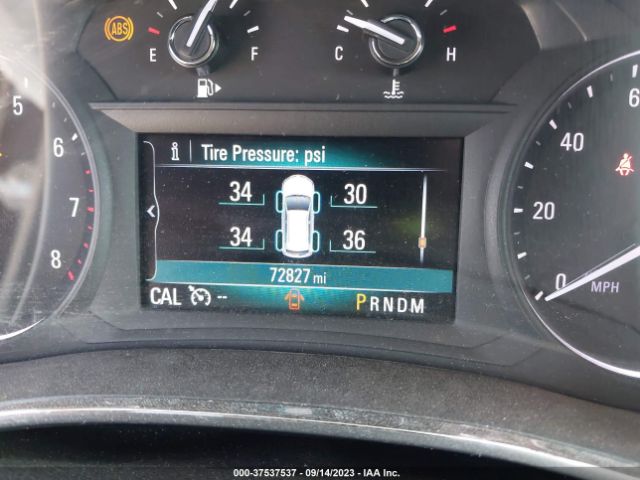 ABS
E F
C H
5
6
7
8
i Tire Pressure: psi
34 30
34 36
72827 mi
CAL -- PRNDM
6
40
20
0
MPH
000-37537537 - 09/14/2023 - IAA Inc.